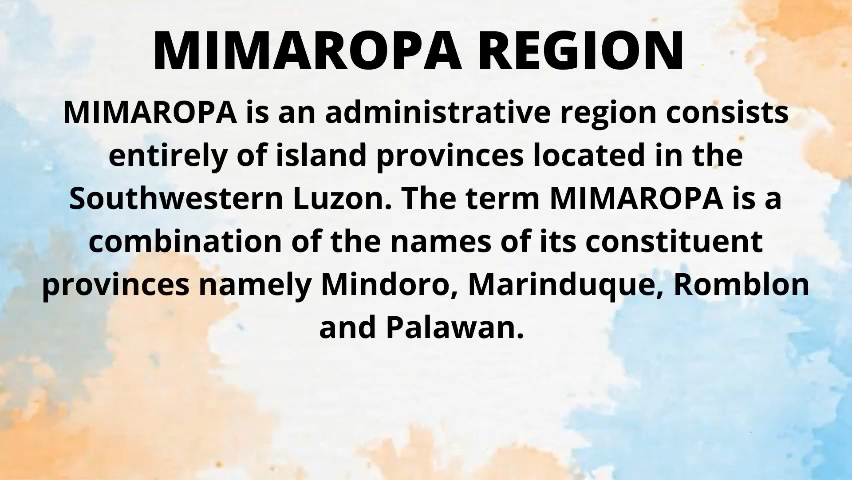 MIMAROPA REGION
MIMAROPA is an administrative region consists
entirely of island provinces located in the
Southwestern Luzon. The term MIMAROPA is a
combination of the names of its constituent
provinces namely Mindoro, Marinduque, Romblon
and Palawan.